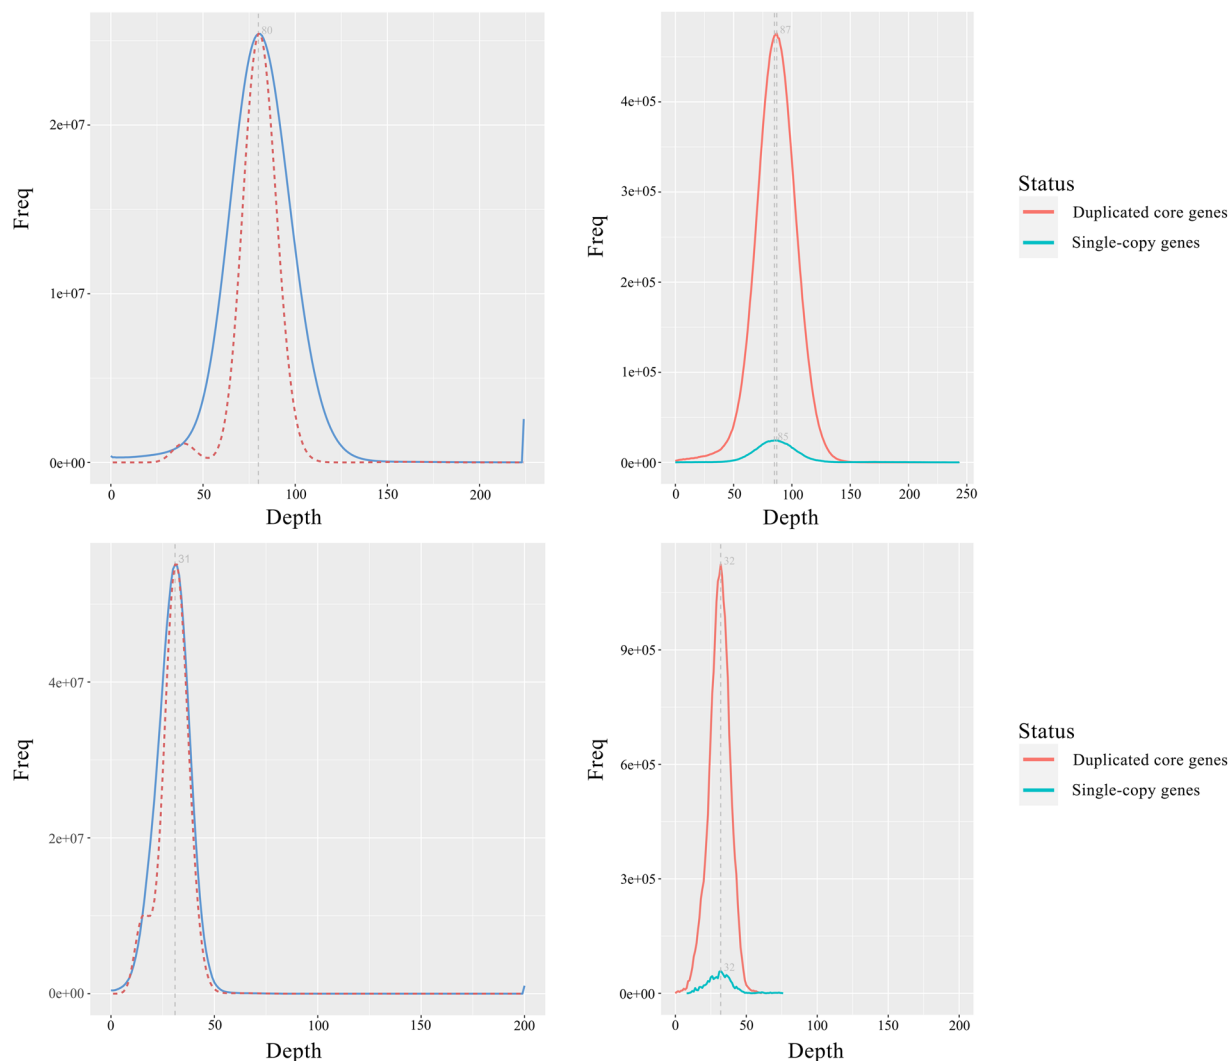 80
2e+07
1e+07
0e+00
Freq
0 50 100 150 200
Depth
87
85
4e+05
3e+05
2e+05
1e+05
0e+00
Freq
0 50 100 150 200 250
Depth
Status
Duplicated core genes
Single-copy genes
31
4e+07
2e+07
0e+00
Freq
0 50 100 150 200
Depth
32
32
9e+05
6e+05
3e+05
0e+00
Freq
0 50 100 150 200
Depth
Status
Duplicated core genes
Single-copy genes